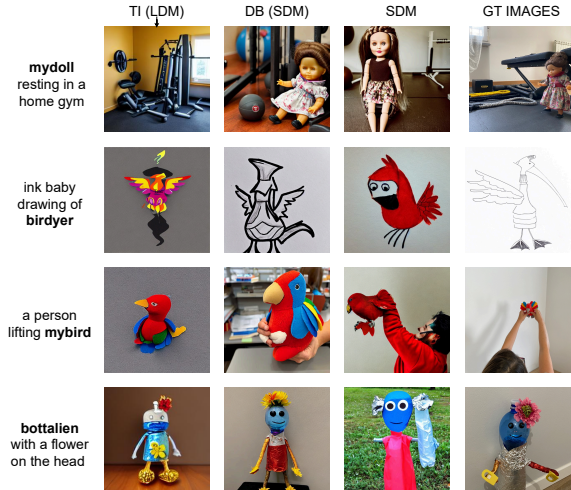 TI (LDM) DB (SDM) SDM GT IMAGES
mydoll
resting in a
home gym
ink baby
drawing of
birdyer
a person
lifting mybird
bottalien
with a flower
on the head